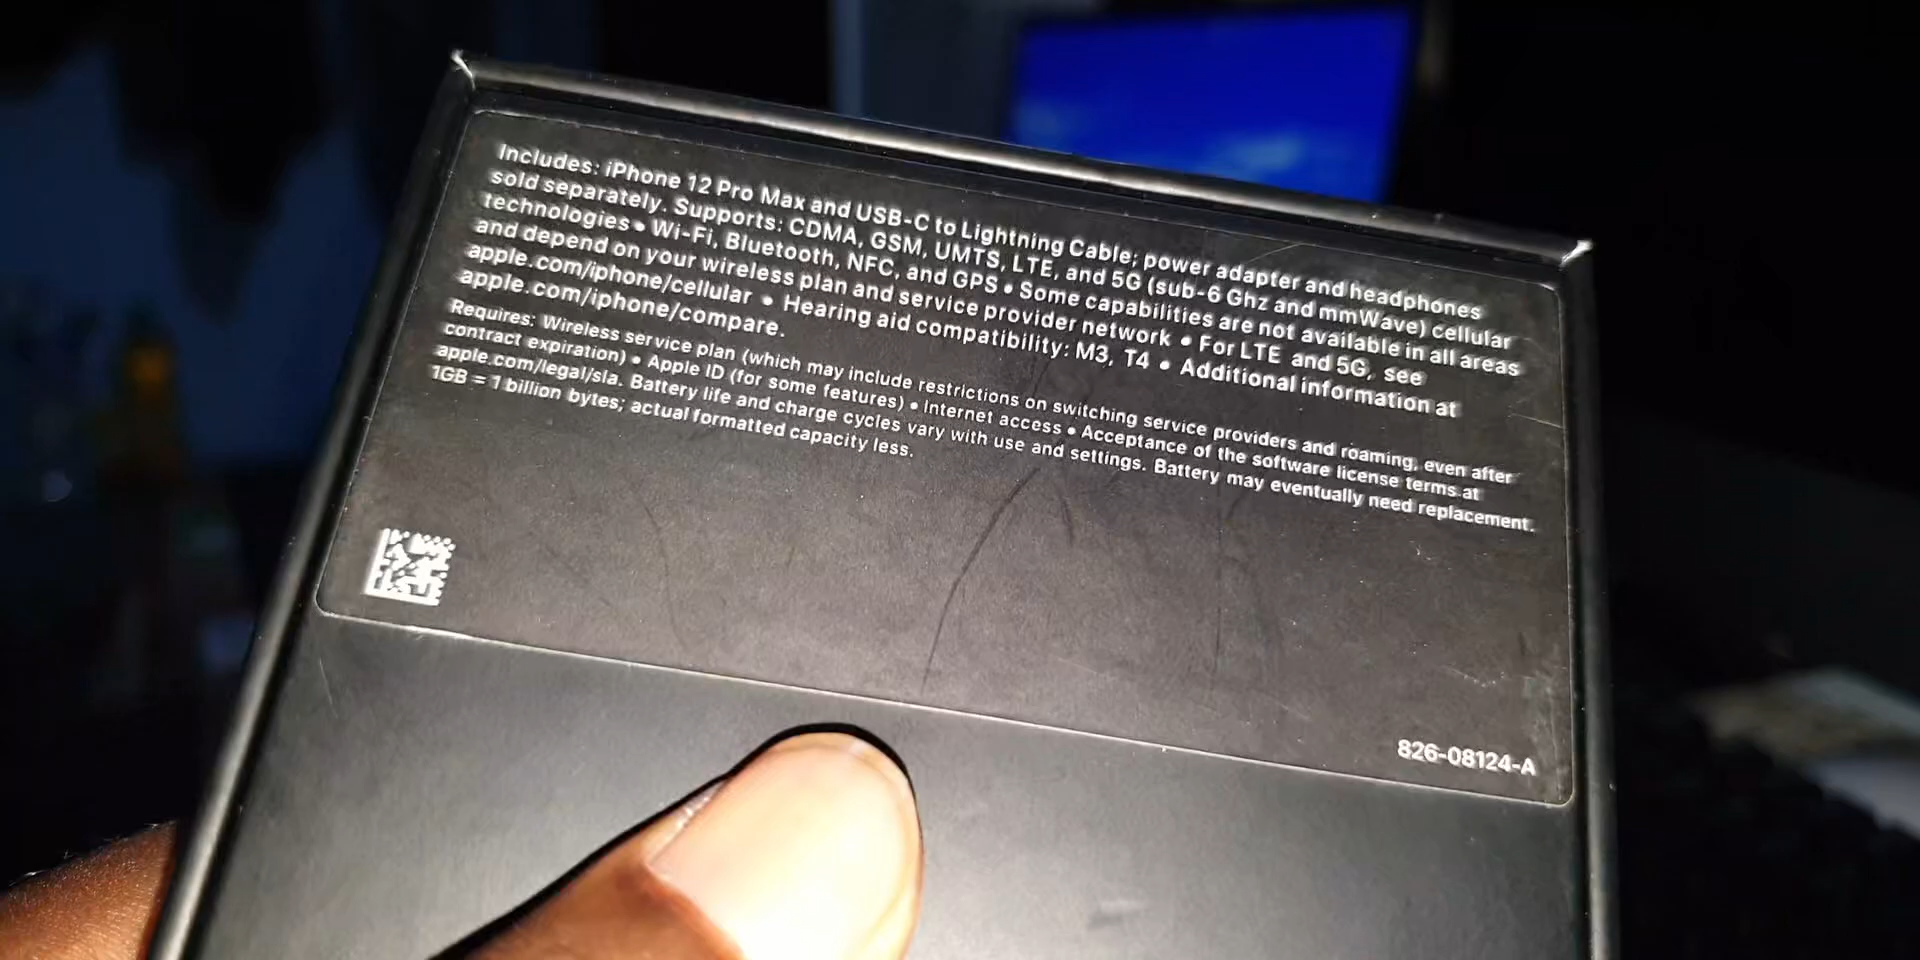 Includes: iPhone 12 Pro Max and USB-C to Lightning Cable; power adapter and headphones
sold separately. Supports: CDMA, GSM, UMTS, LTE, and 5G (sub-6 Ghz and mmWave) cellular
technologies • Wi-Fi, Bluetooth, NFC, and GPS • Some capabilities are not available in all areas
and depend on your wireless plan and service provider network • For LTE and 5G, see
apple.com/iphone/cellular • Hearing aid compatibility: M3, T4 • Additional information at
apple.com/iphone/compare.
Requires: Wireless service plan (which may include restrictions on switching service providers and roaming, even after
contract expiration) • Apple ID (for some features) • Internet access • Acceptance of the software license terms at
apple.com/legal/sla. Battery life and charge cycles vary with use and settings. Battery may eventually need replacement.
1GB = 1 billion bytes; actual formatted capacity less.
826-08124-A